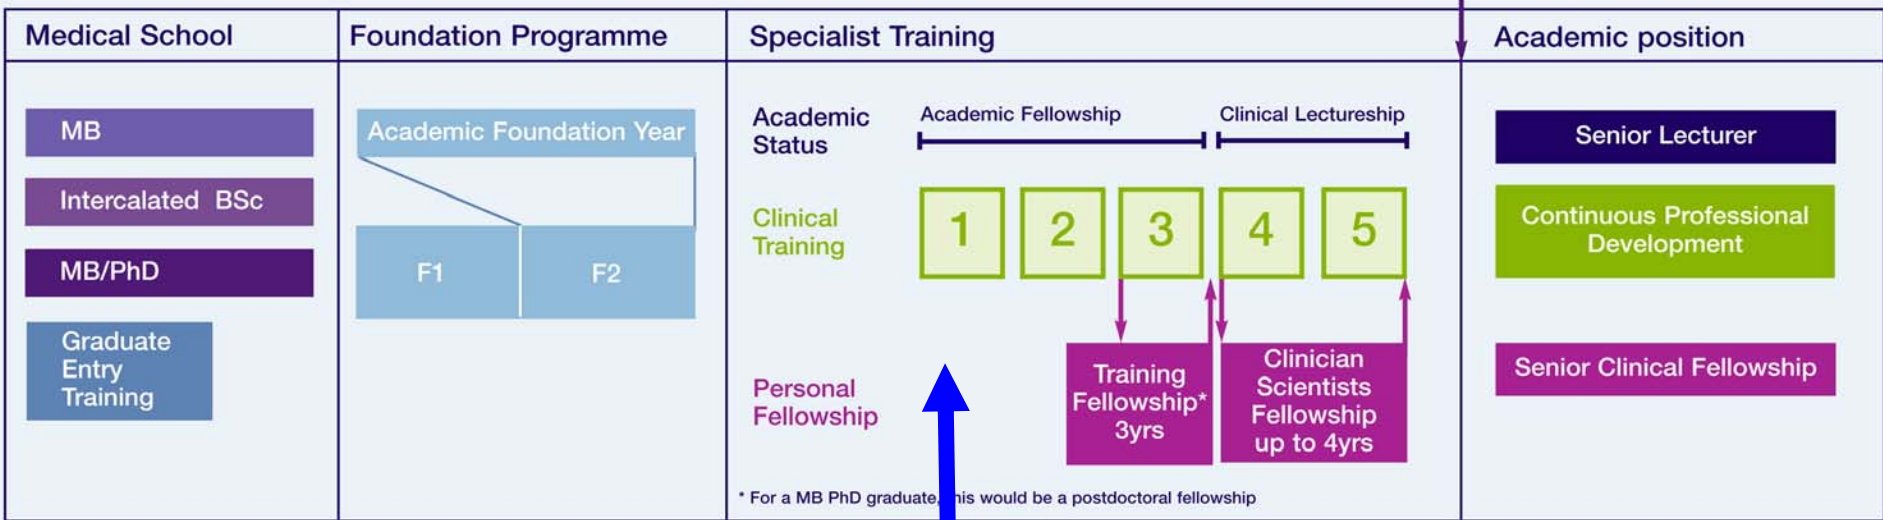 Medical School
Foundation Programme
Specialist Training
Academic position
MB
Intercalated BSc
MB/PhD
Graduate
Entry
Training
Academic Foundation Year
F1
F2
Academic
Status
Academic Fellowship
Clinical Lectureship
Clinical
Training
1
2
3
4
5
Personal
Fellowship
Training
Fellowship*
3yrs
Clinician
Scientists
Fellowship
up to 4yrs
* For a MB PhD graduate, would be a postdoctoral fellowship
Senior Lecturer
Continuous Professional
Development
Senior Clinical Fellowship